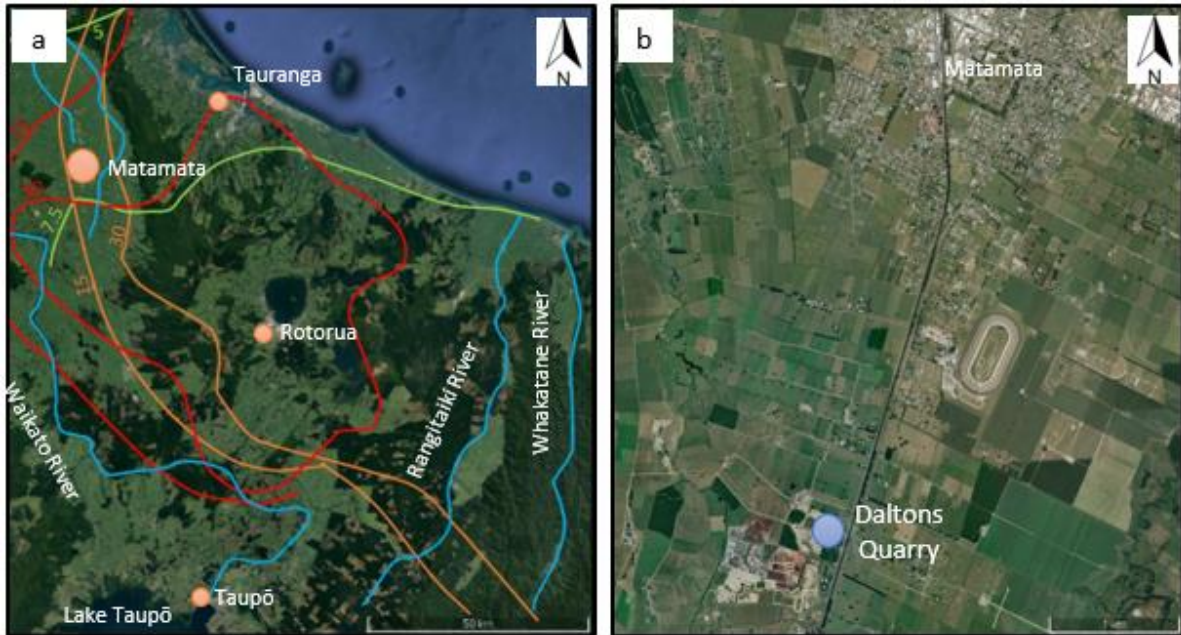 a
N
5
Tauranga
Matamata
7.5
30
15
Rotorua
Waikato River
Rangitaiki River
Whakatane River
Taupō
Lake Taupō
50 km
b
N
Matamata
Daltons
Quarry